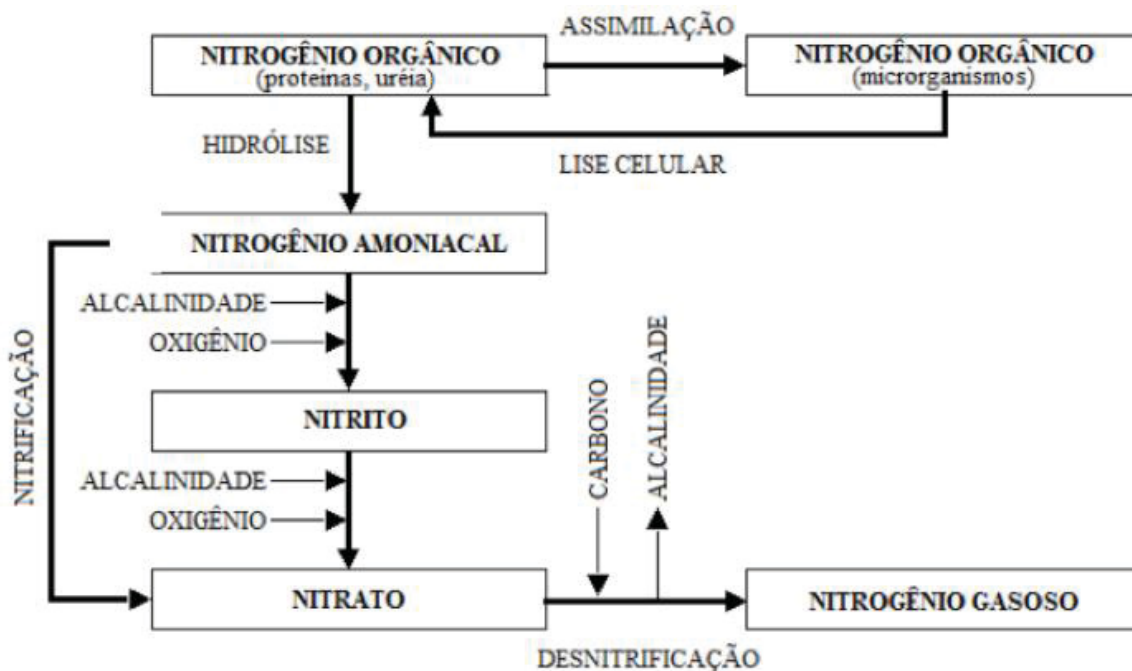 ASSIMILAÇÃO
NITROGÊNIO ORGÂNICO
(proteínas, uréia)
NITROGÊNIO ORGÂNICO
(microrganismos)
HIDRÓLISE
LISE CELULAR
NITROGÊNIO AMONIACAL
ALCALINIDADE
OXIGÊNIO
NITRIFICAÇÃO
NITRITO
CARBONO
ALCALINIDADE
ALCALINIDADE
OXIGÊNIO
NITRATO
NITROGÊNIO GASOSO
DESNITRIFICAÇÃO